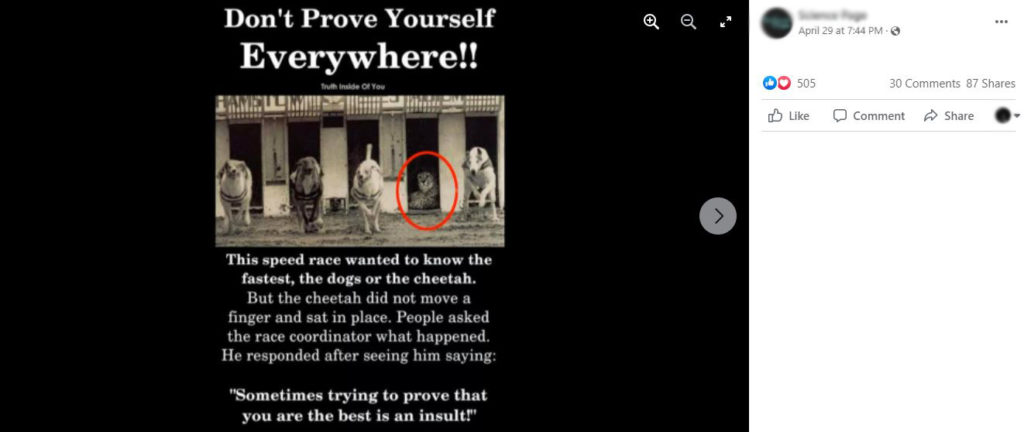 Don't Prove Yourself
Everywhere!!
Truth Inside Of You
This speed race wanted to know the
fastest, the dogs or the cheetah.
But the cheetah did not move a
finger and sat in place. People asked
the race coordinator what happened.
He responded after seeing him saying:
"Sometimes trying to prove that
you are the best is an insult!"
April 29 at 7:44 PM ·
505
30 Comments 87 Shares
Like Comment Share